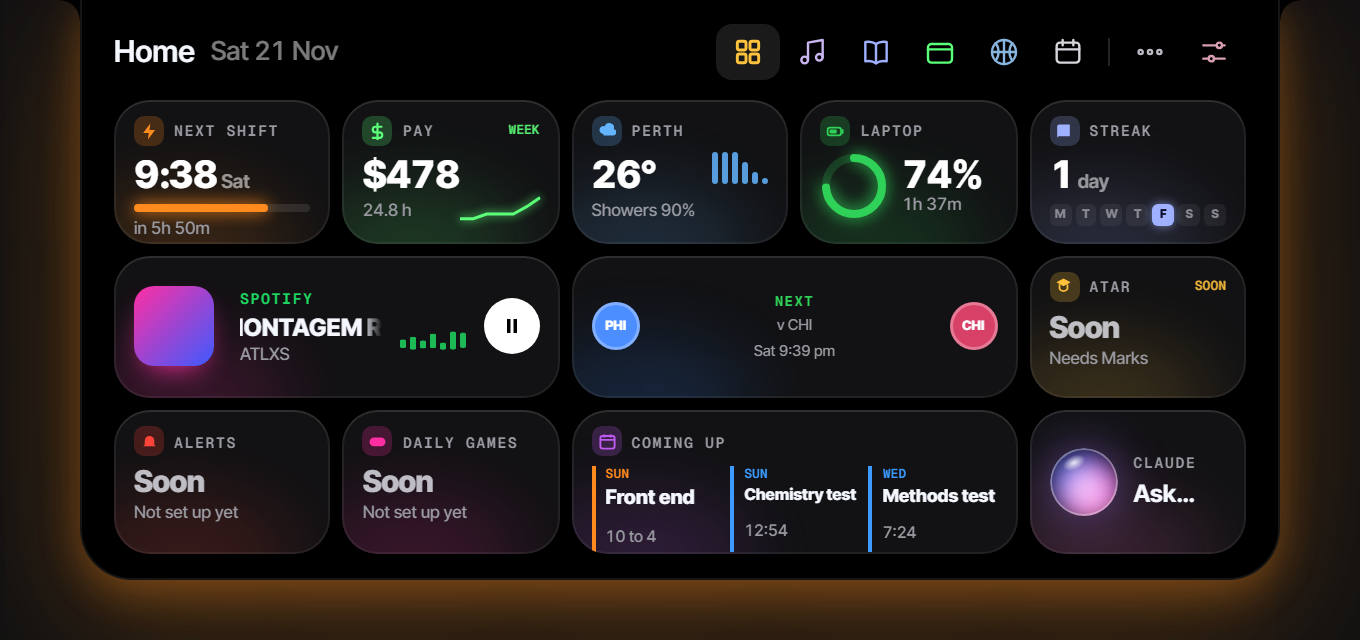 Home Sat 21 Nov
NEXT SHIFT
9:38 Sat
in 5h 50m
PAY WEEK
$478
24.8 h
PERTH
26°
Showers 90%
LAPTOP
74%
1h 37m
STREAK
1 day
M T W T F S S
SPOTIFY
ONTAGEM R
ATLXS
PHI
NEXT
v CHI
Sat 9:39 pm
CHI
ATAR SOON
Soon
Needs Marks
ALERTS
Soon
Not set up yet
DAILY GAMES
Soon
Not set up yet
COMING UP
SUN
Front end
10 to 4
SUN
Chemistry test
12:54
WED
Methods test
7:24
CLAUDE
Ask...